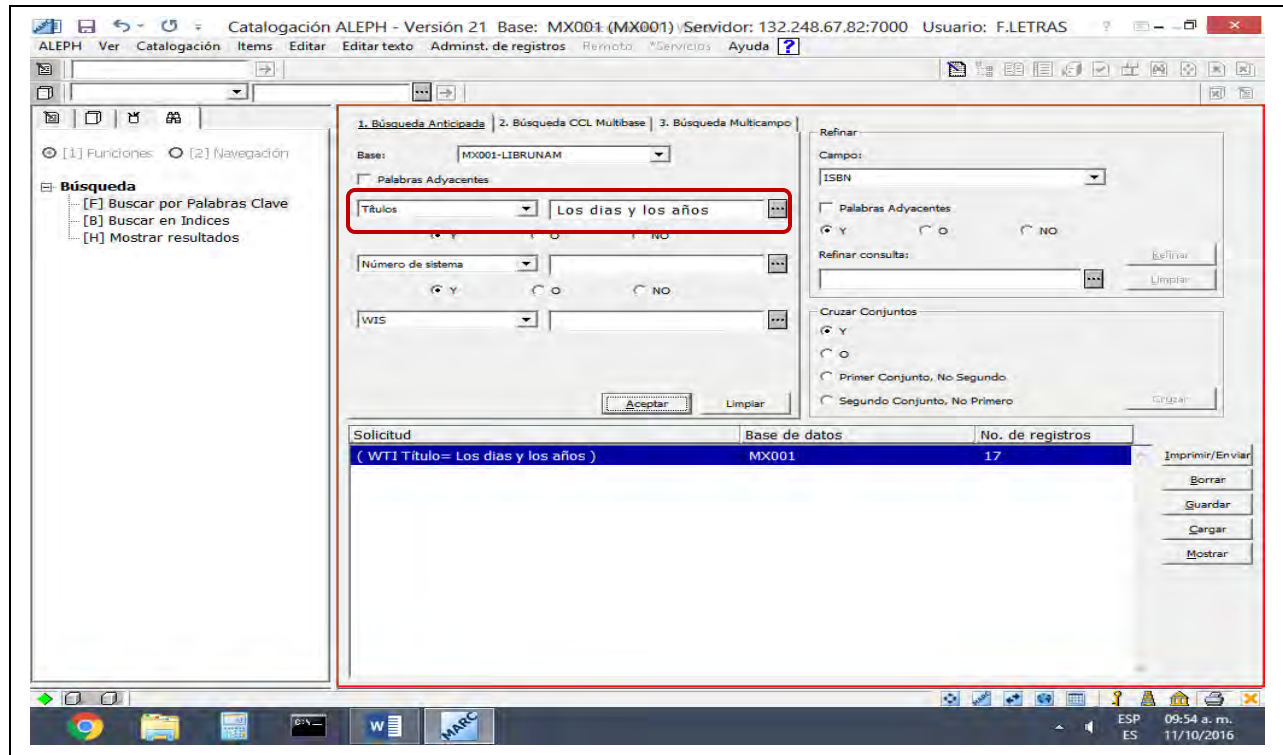 Catalogación ALEPH - Versión 21 Base: MX001 (MX001) Servidor: 132.248.67.82:7000 Usuario: F.LETRAS
ALEPH Ver Catalogación Items Editar Editar texto Adminst. de registros Remoto *Servicios Ayuda ?
1. Búsqueda Anticipada 2. Búsqueda CCL Multibase 3. Búsqueda Multicampo
[1] Funciones [2] Navegación
Búsqueda
[F] Buscar por Palabras Clave
[B] Buscar en Indices
[H] Mostrar resultados
Base: MX001-LIBRUNAM
Palabras Adyacentes
Títulos Los dias y los años ...
Y O NO
Número de sistema ...
Y O NO
WIS ...
Aceptar Limpiar
Refinar
Campo:
ISBN
Palabras Adyacentes
Y O NO
Refinar consulta: Refinar
... Limpiar
Cruzar Conjuntos
Y
O
Primer Conjunto, No Segundo
Segundo Conjunto, No Primero Cruzar
Solicitud Base de datos No. de registros
( WTI Título= Los dias y los años ) MX001 17
Imprimir/Enviar
Borrar
Guardar
Cargar
Mostrar
C:\
W MARC
ESP 09:54 a. m.
ES 11/10/2016